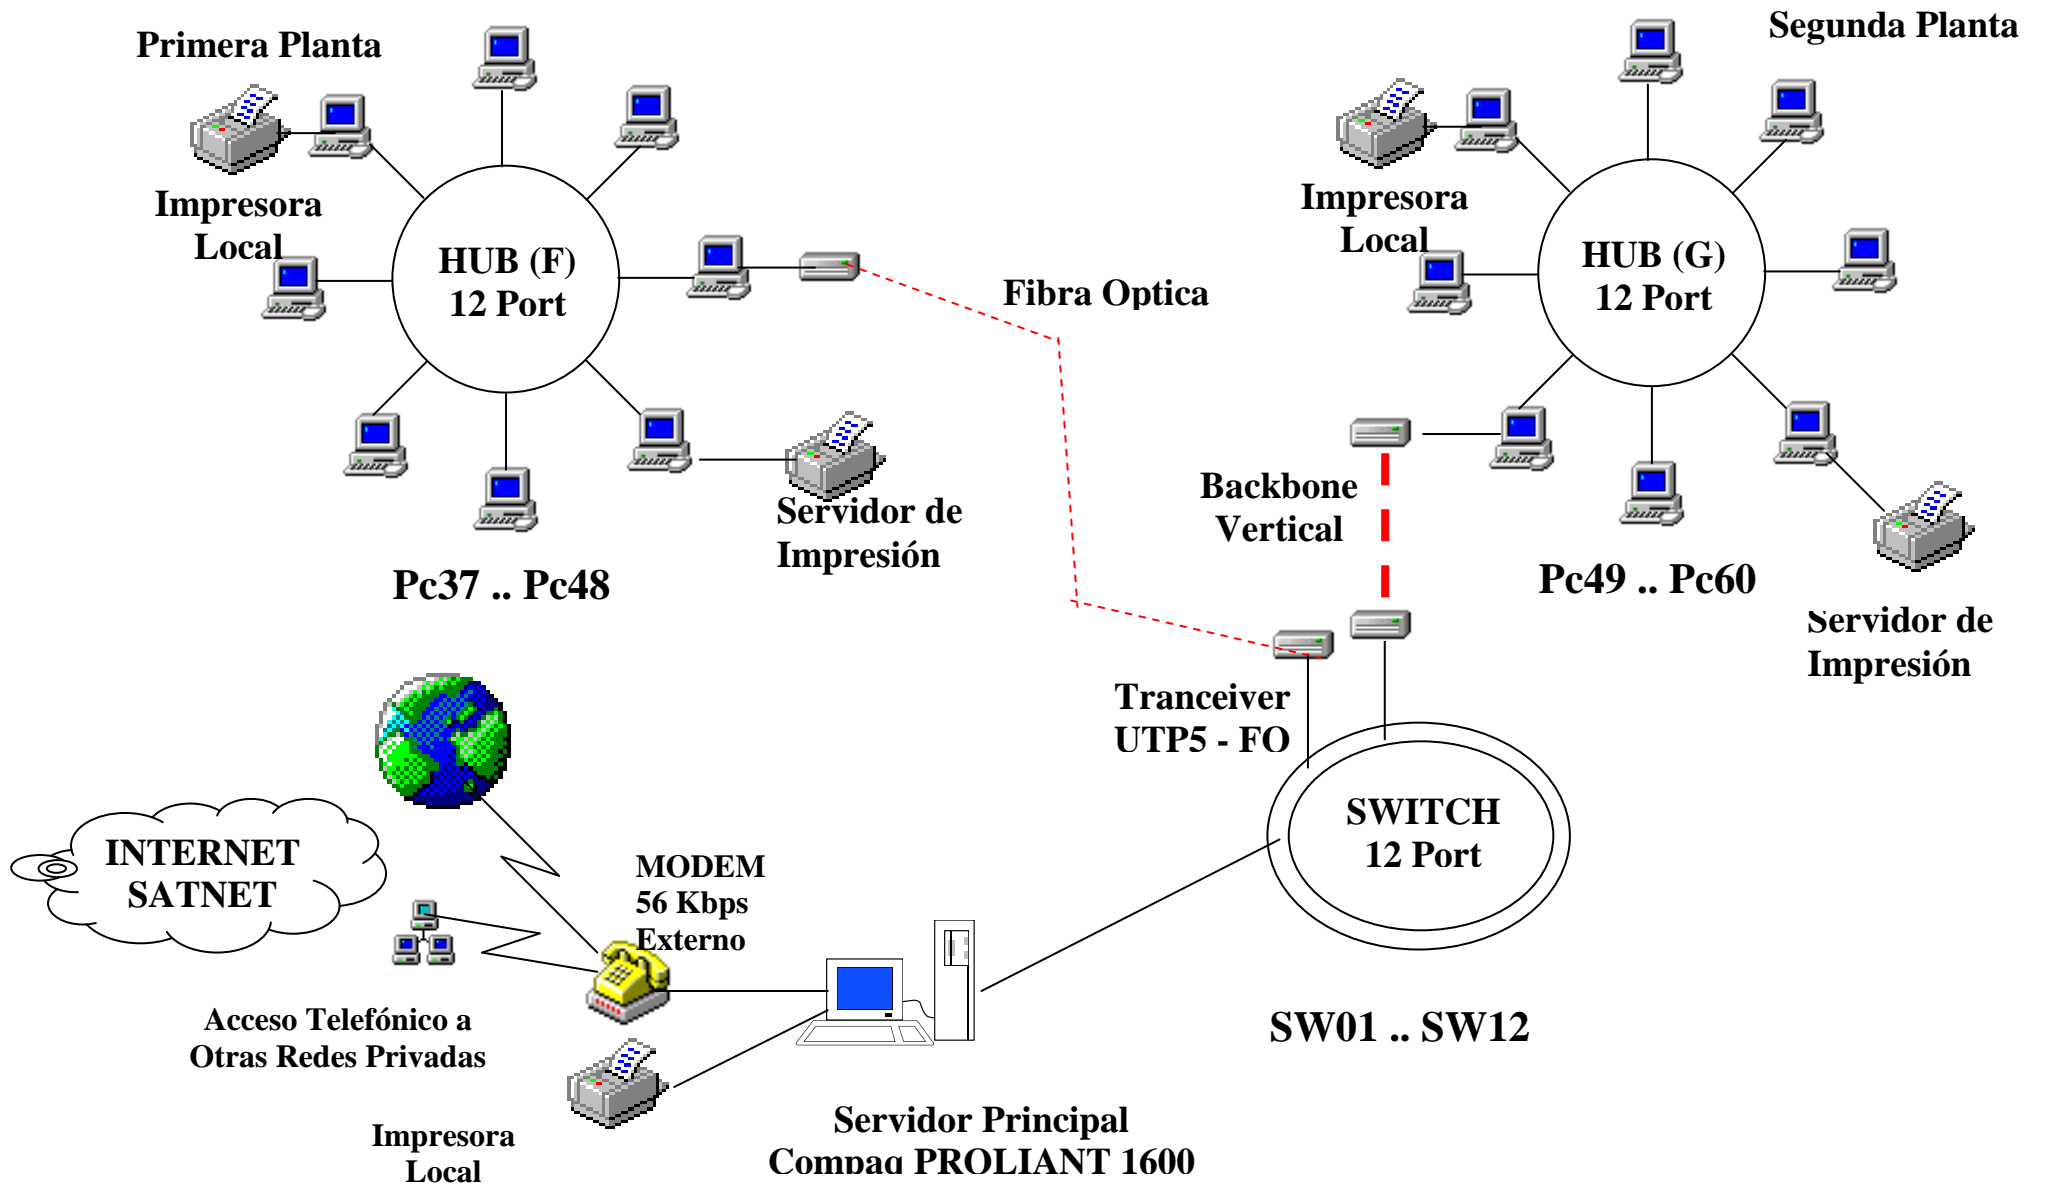 Primera Planta
Segunda Planta
Impresora
Local
HUB (F)
12 Port
Fibra Optica
Impresora
Local
HUB (G)
12 Port
Servidor de
Impresión
Pc37 .. Pc48
Backbone
Vertical
Pc49 .. Pc60
Servidor de
Impresión
Tranceiver
UTP5 - FO
SWITCH
12 Port
INTERNET
SATNET
MODEM
56 Kbps
Externo
Acceso Telefónico a
Otras Redes Privadas
SW01 .. SW12
Impresora
Local
Servidor Principal
Compaq PROLIANT 1600